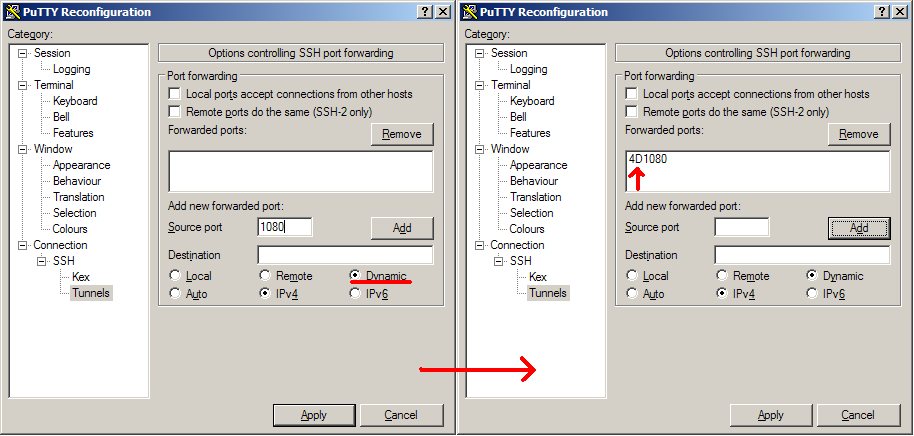 PuTTY Reconfiguration
?
Category:
Session
Logging
Terminal
Keyboard
Bell
Features
Window
Appearance
Behaviour
Translation
Selection
Colours
Connection
SSH
Kex
Tunnels
Options controlling SSH port forwarding
Port forwarding
Local ports accept connections from other hosts
Remote ports do the same (SSH-2 only)
Forwarded ports:
Remove
Add new forwarded port:
Source port 1080 Add
Destination
Local Remote Dynamic
Auto IPv4 IPv6
Apply Cancel
PuTTY Reconfiguration
?
Category:
Session
Logging
Terminal
Keyboard
Bell
Features
Window
Appearance
Behaviour
Translation
Selection
Colours
Connection
SSH
Kex
Tunnels
Options controlling SSH port forwarding
Port forwarding
Local ports accept connections from other hosts
Remote ports do the same (SSH-2 only)
Forwarded ports:
Remove
4D1080
Add new forwarded port:
Source port Add
Destination
Local Remote Dynamic
Auto IPv4 IPv6
Apply Cancel